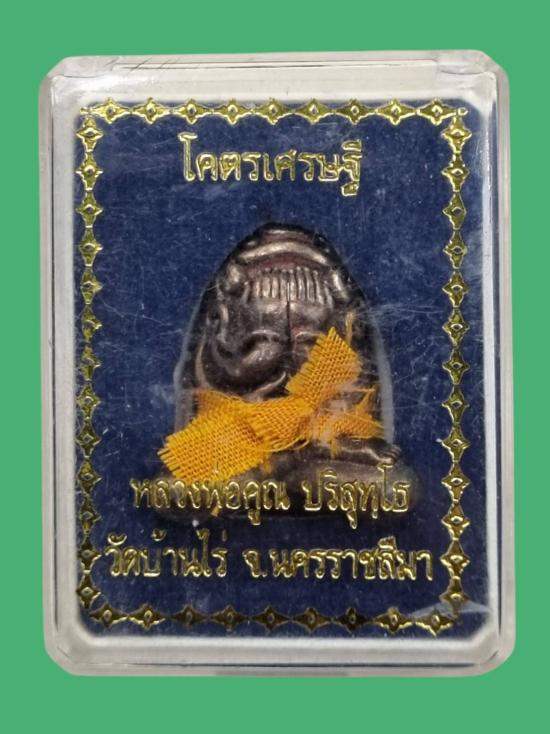 โคตรเศรษฐี
หลวงพ่อคูณ ปริสุทฺโธ
วัดบ้านไร่ จ.นครราชสีมา